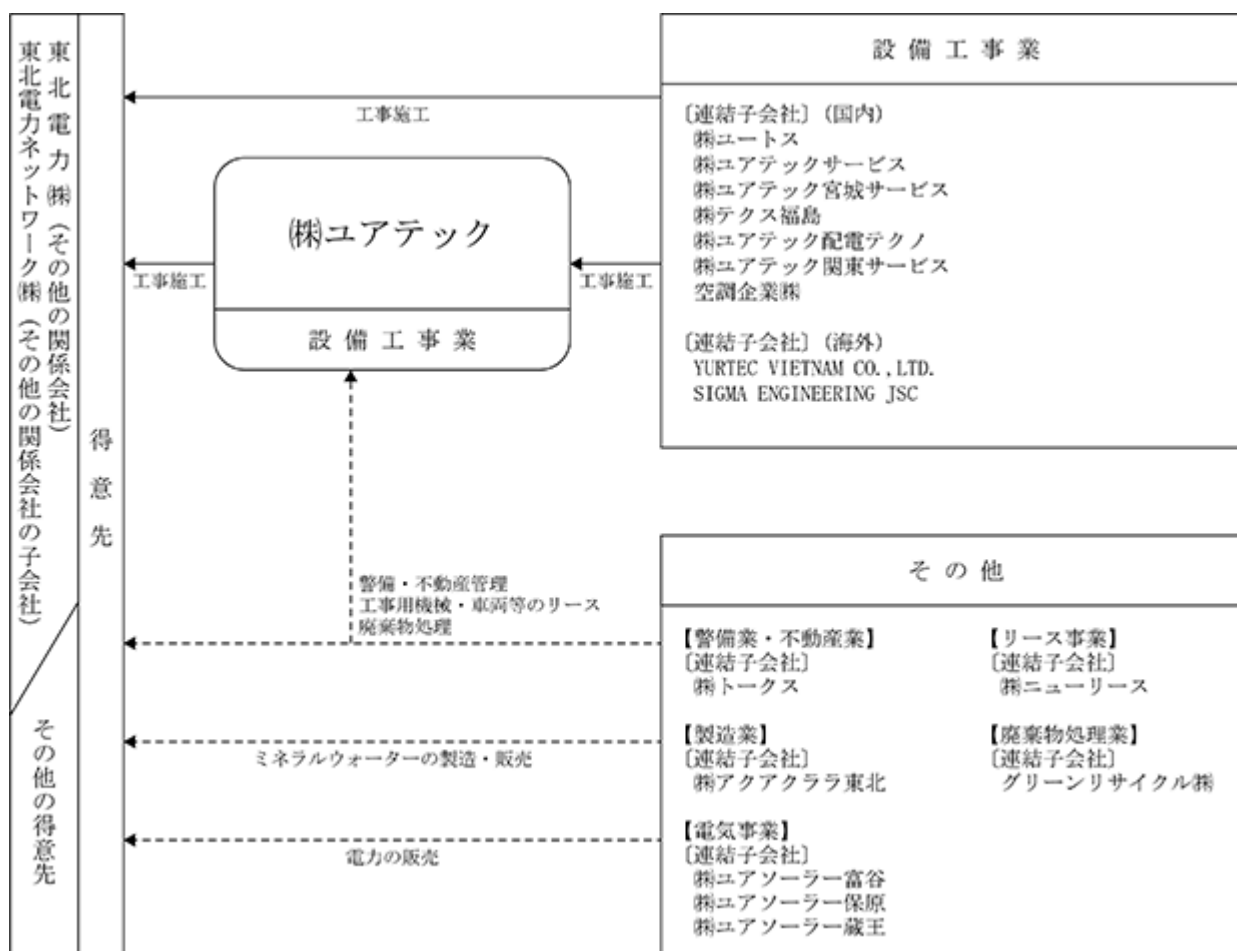 東北電力㈱(その他の関係会社)
東北電力ネットワーク㈱(その他の関係会社の子会社)
その他の得意先
得意先
工事施工
㈱ユアテック
設備工事業
工事施工
工事施工
設備工事業
〔連結子会社〕(国内)
㈱ユートス
㈱ユアテックサービス
㈱ユアテック宮城サービス
㈱テクス福島
㈱ユアテック配電テクノ
㈱ユアテック関東サービス
空調企業㈱
〔連結子会社〕(海外)
YURTEC VIETNAM CO.,LTD.
SIGMA ENGINEERING JSC
警備・不動産管理
工事用機械・車両等のリース
廃棄物処理
ミネラルウォーターの製造・販売
電力の販売
その他
【警備業・不動産業】
〔連結子会社〕
㈱トークス
【リース事業】
〔連結子会社〕
㈱ニューリース
【製造業】
〔連結子会社〕
㈱アクアクララ東北
【廃棄物処理業】
〔連結子会社〕
グリーンリサイクル㈱
【電気事業】
〔連結子会社〕
㈱ユアソーラー富谷
㈱ユアソーラー保原
㈱ユアソーラー蔵王